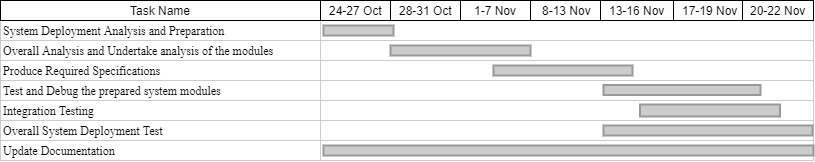 Task Name 24-27 Oct 28-31 Oct 1-7 Nov 8-13 Nov 13-16 Nov 17-19 Nov 20-22 Nov
System Deployment Analysis and Preparation
Overall Analysis and Undertake analysis of the modules
Produce Required Specifications
Test and Debug the prepared system modules
Integration Testing
Overall System Deployment Test
Update Documentation